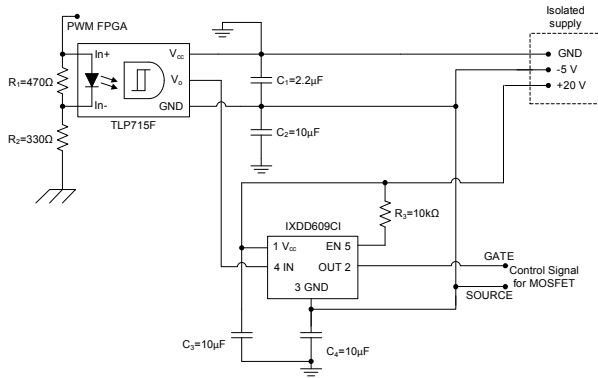 Isolated
supply
PWM FPGA
In+
Vcc
GND
-5 V
+20 V
R1=470Ω
Vo
C1=2.2µF
In-
GND
R2=330Ω
TLP715F
C2=10µF
R3=10kΩ
IXDD609CI
1 Vcc
EN 5
4 IN
OUT 2
3 GND
GATE
Control Signal
for MOSFET
SOURCE
C3=10µF
C4=10µF